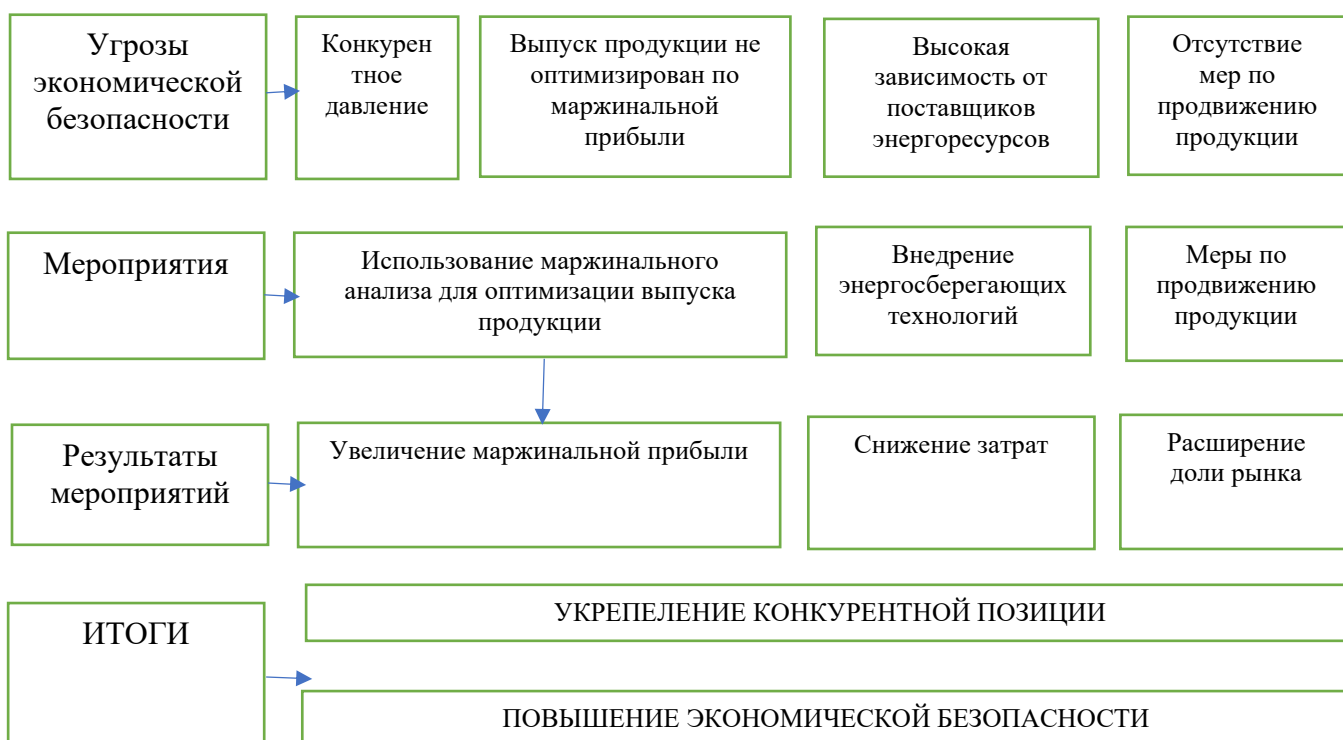 Угрозы
экономической
безопасности
Конкурен
тное
давление
Выпуск продукции не
оптимизирован по
маржинальной
прибыли
Высокая
зависимость от
поставщиков
энергоресурсов
Отсутствие
мер по
продвижению
продукции
Мероприятия
Использование маржинального
анализа для оптимизации выпуска
продукции
Внедрение
энергосберегающих
технологий
Меры по
продвижению
продукции
Результаты
мероприятий
Увеличение маржинальной прибыли
Снижение затрат
Расширение
доли рынка
ИТОГИ
УКРЕПЕЛЕНИЕ КОНКУРЕНТНОЙ ПОЗИЦИИ
ПОВЫШЕНИЕ ЭКОНОМИЧЕСКОЙ БЕЗОПАСНОСТИ